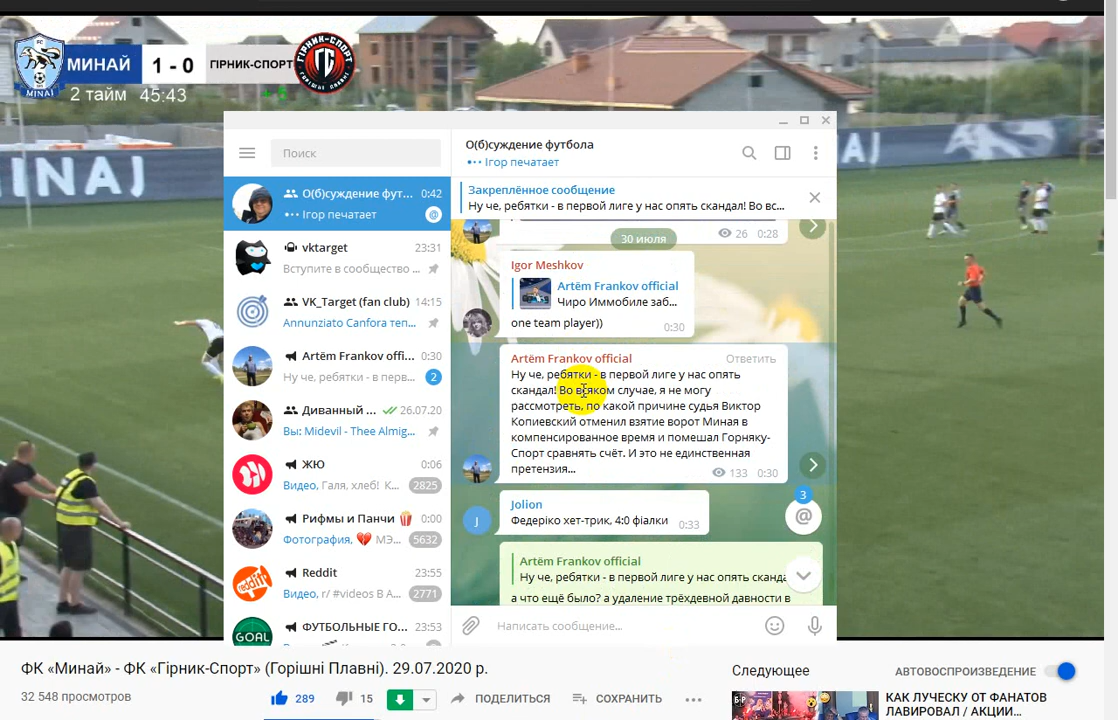 FC
MINAJ
МИНАЙ
1 - 0
ГІРНИК-СПОРТ
ГІРНИК-СПОРТ
ГОРІШНІ ПЛАВНІ
2 тайм 45:43
INAJ
Поиск
О(б)суждение фут... 0:42
Ігор печатает
@
vktarget 23:31
Вступите в сообщество ...
VK_Target (fan club) 14:15
Annunziato Canfora теп...
Artëm Frankov offi... 0:30
Ну че, ребятки - в перв... 2
Диванный ... 26.07.20
Вы: Midevil - Thee Almig...
ЖЮ 0:06
Видео, Галя, хлеб! К... 2825
Рифмы и Панчи 0:00
Фотография, МЭ... 5632
reddit
Reddit 23:55
Видео, r/ #videos В А... 2771
GOAL
ФУТБОЛЬНЫЕ ГО... 23:53
О(б)суждение футбола
Ігор печатает
Закреплённое сообщение
Ну че, ребятки - в первой лиге у нас опять скандал! Во вс...
26 0:28
30 июля
Igor Meshkov
Artëm Frankov official
Чиро Иммобиле заб...
one team player))
0:30
Artëm Frankov official Ответить
Ну че, ребятки - в первой лиге у нас опять
скандал! Во всяком случае, я не могу
рассмотреть, по какой причине судья Виктор
Копиевский отменил взятие ворот Миная в
компенсированное время и помешал Горняку-
Спорт сравнять счёт. И это не единственная
претензия...
133 0:30
J
Jolion
Федеріко хет-трик, 4:0 фіалки 0:33
3
@
Artëm Frankov official
Ну че, ребятки - в первой лиге у нас опять сканда
а что ещё было? а удаление трёхдевной давности в
Написать сообщение...
ФК «Минай» - ФК «Гірник-Спорт» (Горішні Плавні). 29.07.2020 р.
32 548 просмотров
289
15
ПОДЕЛИТЬСЯ
СОХРАНИТЬ
Следующее
АВТОВОСПРОИЗВЕДЕНИЕ
КАК ЛУЧЕСКУ ОТ ФАНАТОВ
ЛАВИРОВАЛ / АКЦИИ...